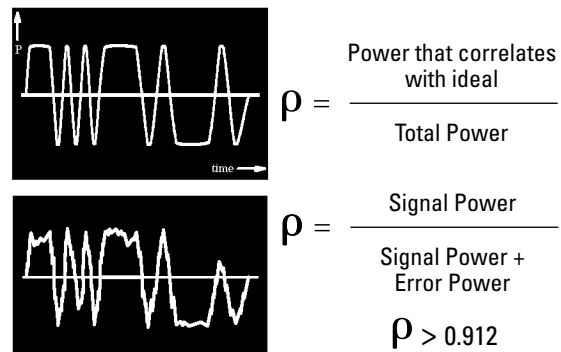 P
time
ρ =
Power that correlates
with ideal
Total Power
ρ =
Signal Power
Signal Power +
Error Power
ρ > 0.912